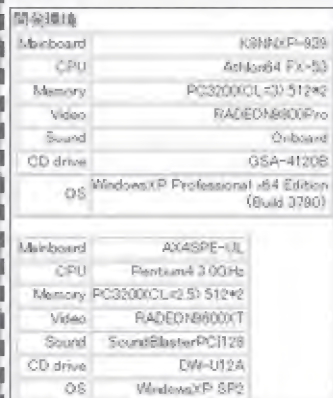 開発環境
Mainboard K8NNXP-939
CPU Athlon64 FX-53
Memory PC3200(CL=3) 512*2
Video RADEON9800Pro
Sound Onboard
CD drive GSA-4120B
OS WindowsXP Professional x64 Edition
(Build 3790)
Mainboard AX4SPE-UL
CPU Pentium4 3.00Hz
Memory PC3200(CL=2.5) 512*2
Video RADEON9600XT
Sound SoundBlasterPCI128
CD drive DW-U12A
OS WindowsXP SP2